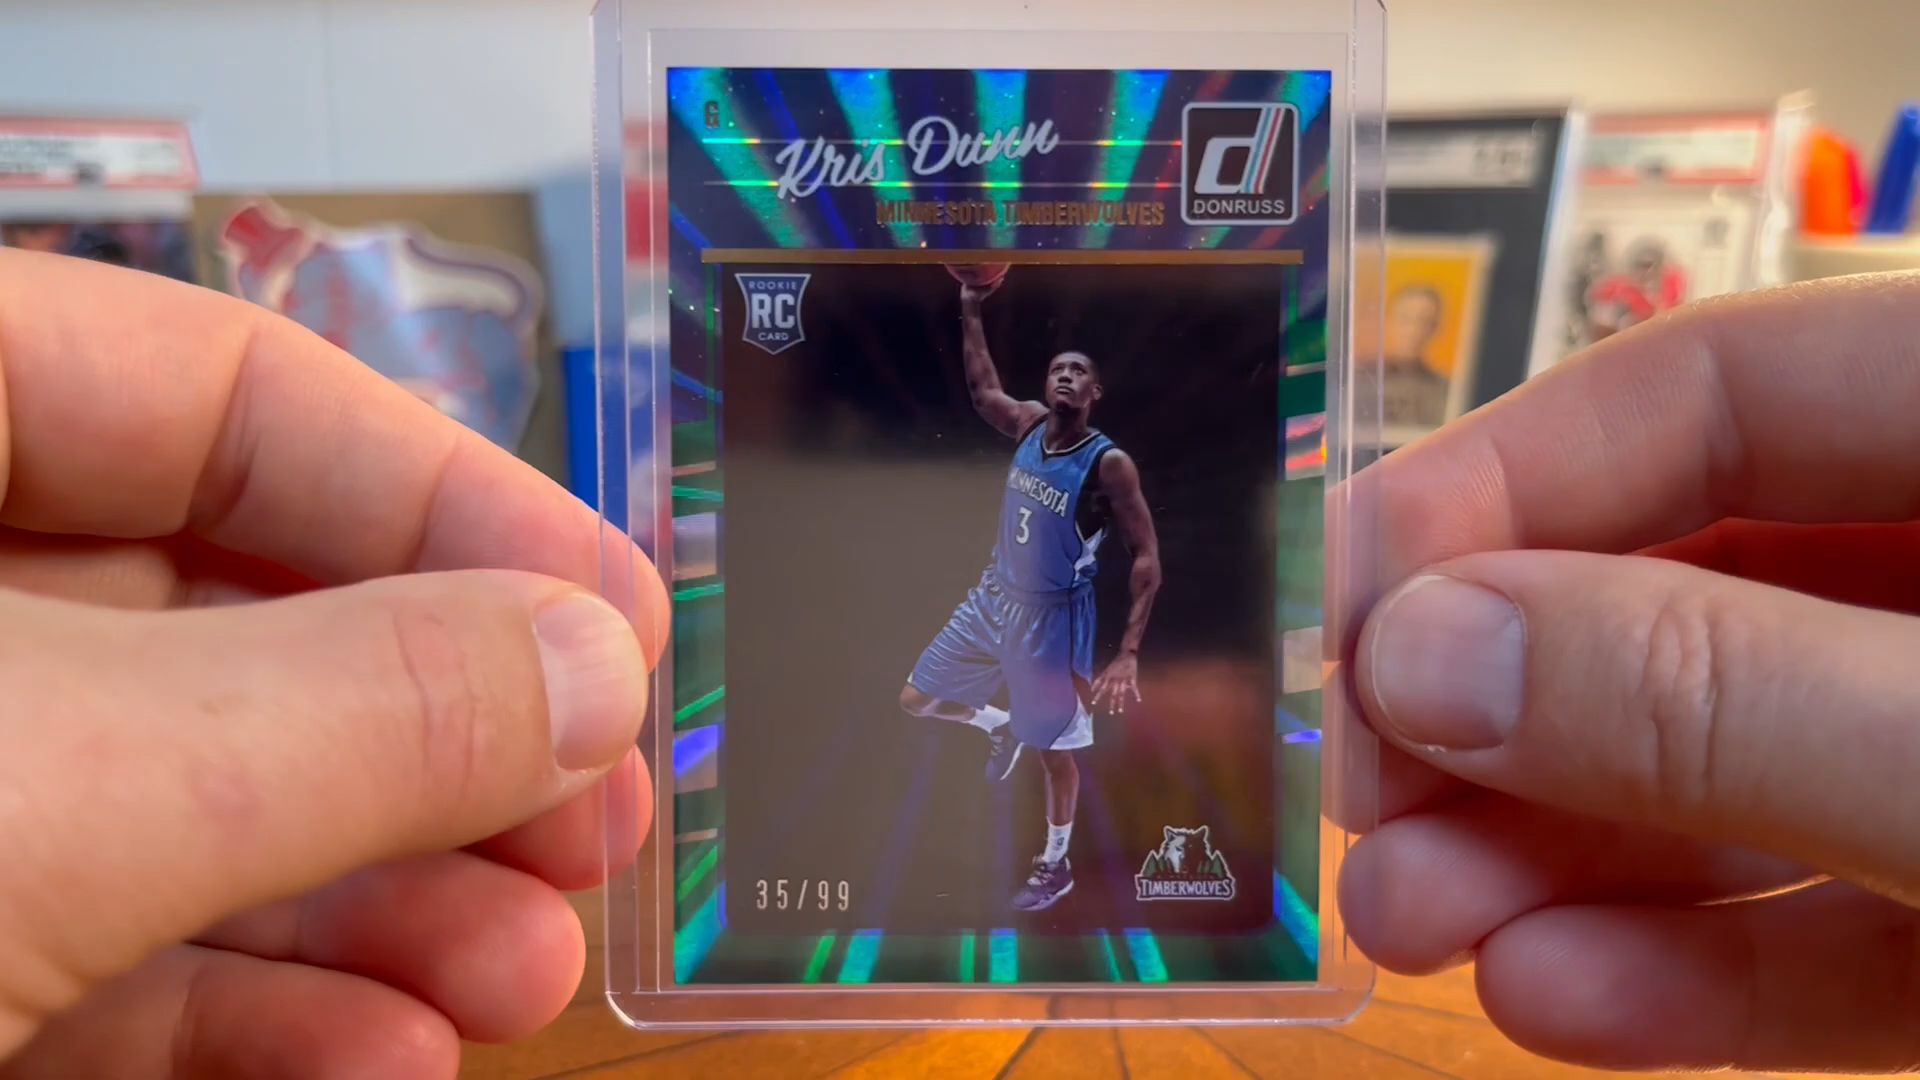 G
Kris Dunn
MINNESOTA TIMBERWOLVES
d
DONRUSS
ROOKIE
RC
CARD
MINNESOTA
3
35/99
TIMBERWOLVES